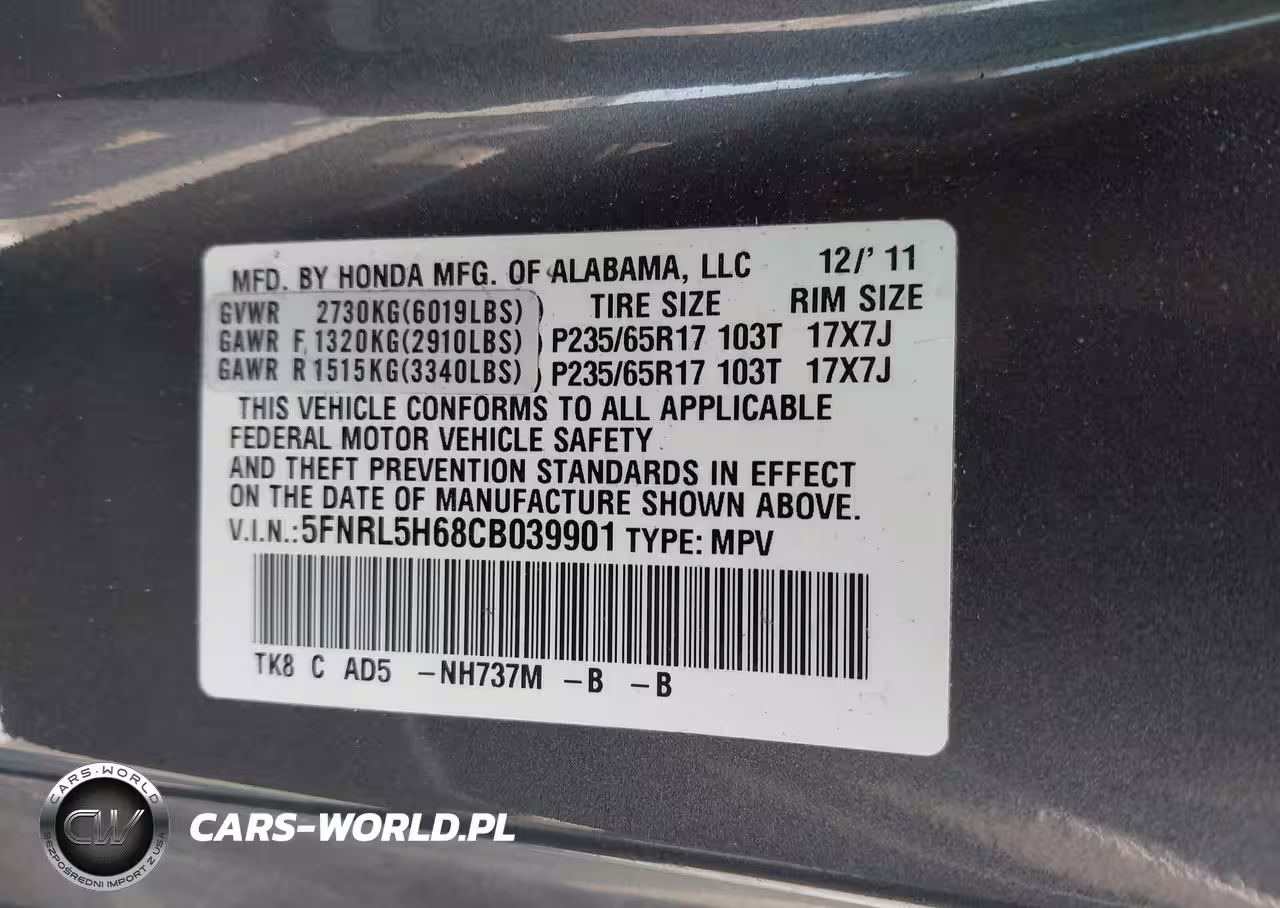 MFD. BY HONDA MFG. OF ALABAMA, LLC 12/' 11
GVWR 2730KG(6019LBS) ) TIRE SIZE RIM SIZE
GAWR F, 1320KG(2910LBS) P235/65R17 103T 17X7J
GAWR R 1515KG(3340LBS) ) P235/65R17 103T 17X7J
THIS VEHICLE CONFORMS TO ALL APPLICABLE
FEDERAL MOTOR VEHICLE SAFETY
AND THEFT PREVENTION STANDARDS IN EFFECT
ON THE DATE OF MANUFACTURE SHOWN ABOVE.
V.I.N.: 5FNRL5H68CB039901 TYPE: MPV
TK8 C AD5 -NH737M -B -B
CARS-WORLD
CW
BEZPOŚREDNI IMPORT Z USA
CARS-WORLD.PL